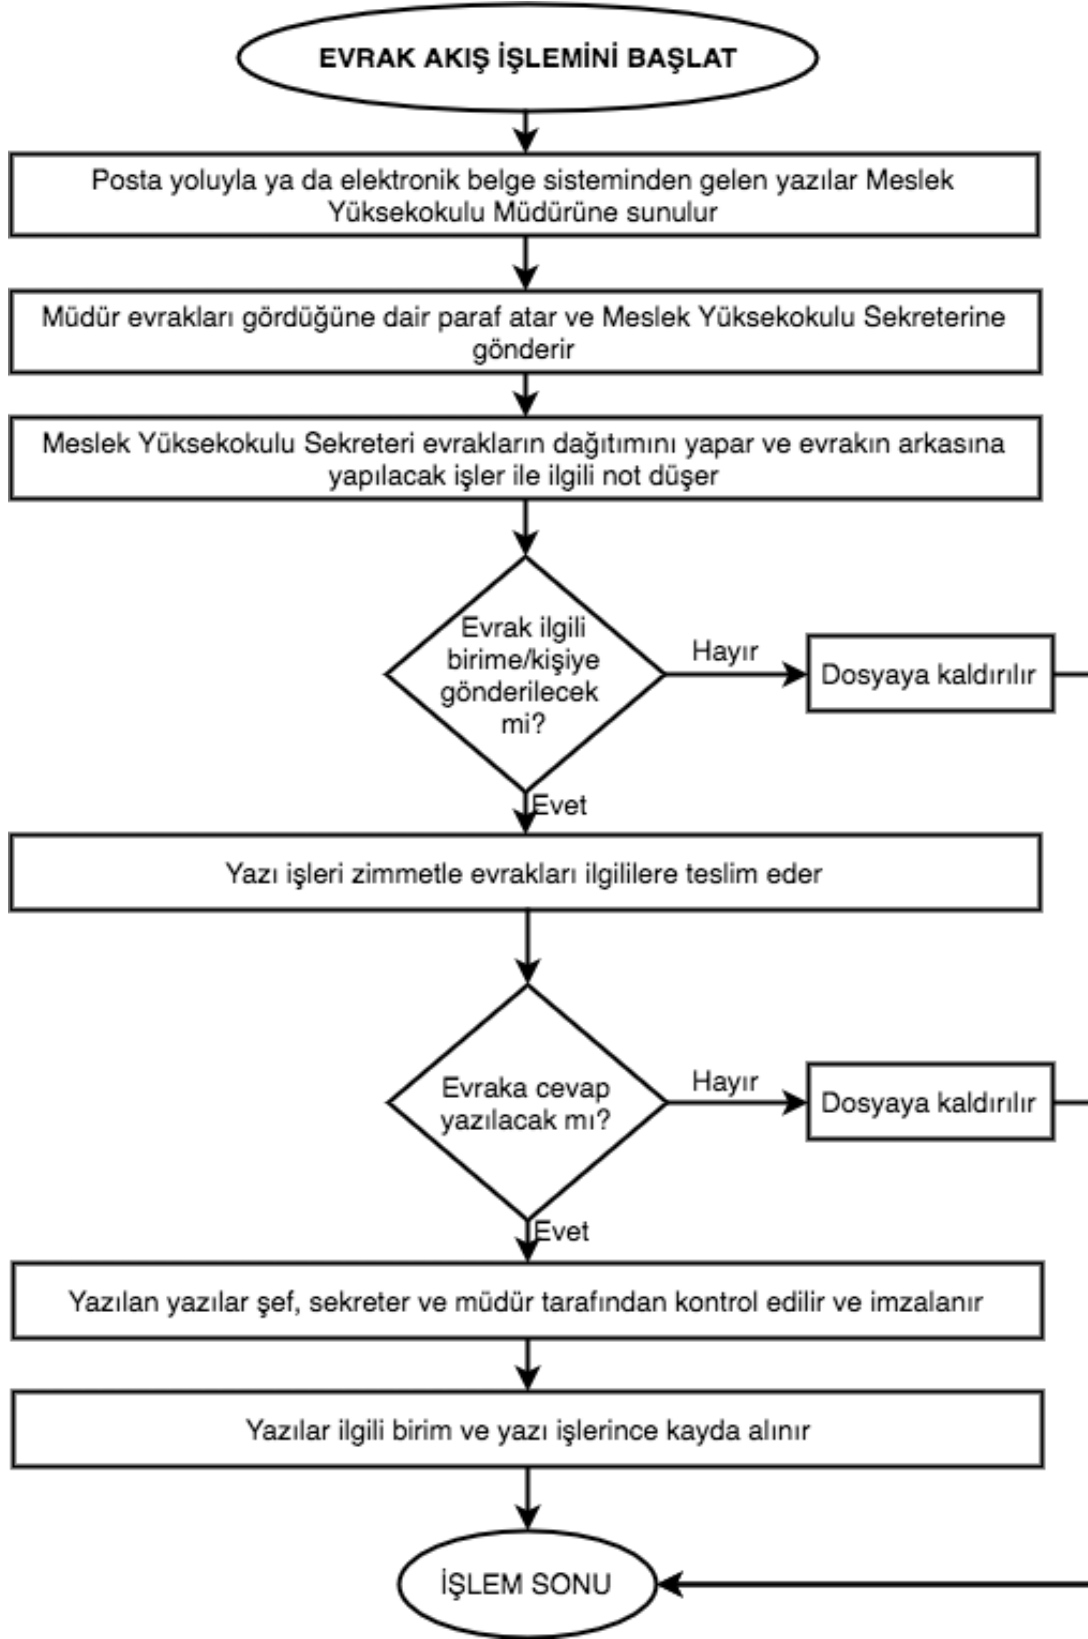 EVRAK AKIŞ İŞLEMİNİ BAŞLAT
Posta yoluyla ya da elektronik belge sisteminden gelen yazılar Meslek
Yüksekokulu Müdürüne sunulur
Müdür evrakları gördüğüne dair paraf atar ve Meslek Yüksekokulu Sekreterine
gönderir
Meslek Yüksekokulu Sekreteri evrakların dağıtımını yapar ve evrakın arkasına
yapılacak işler ile ilgili not düşer
Evrak ilgili
birime/kişiye
gönderilecek
mi?
Hayır
Dosyaya kaldırılır
Evet
Yazı işleri zimmetle evrakları ilgililere teslim eder
Evraka cevap
yazılacak mı?
Hayır
Dosyaya kaldırılır
Evet
Yazılan yazılar şef, sekreter ve müdür tarafından kontrol edilir ve imzalanır
Yazılar ilgili birim ve yazı işlerince kayda alınır
İŞLEM SONU